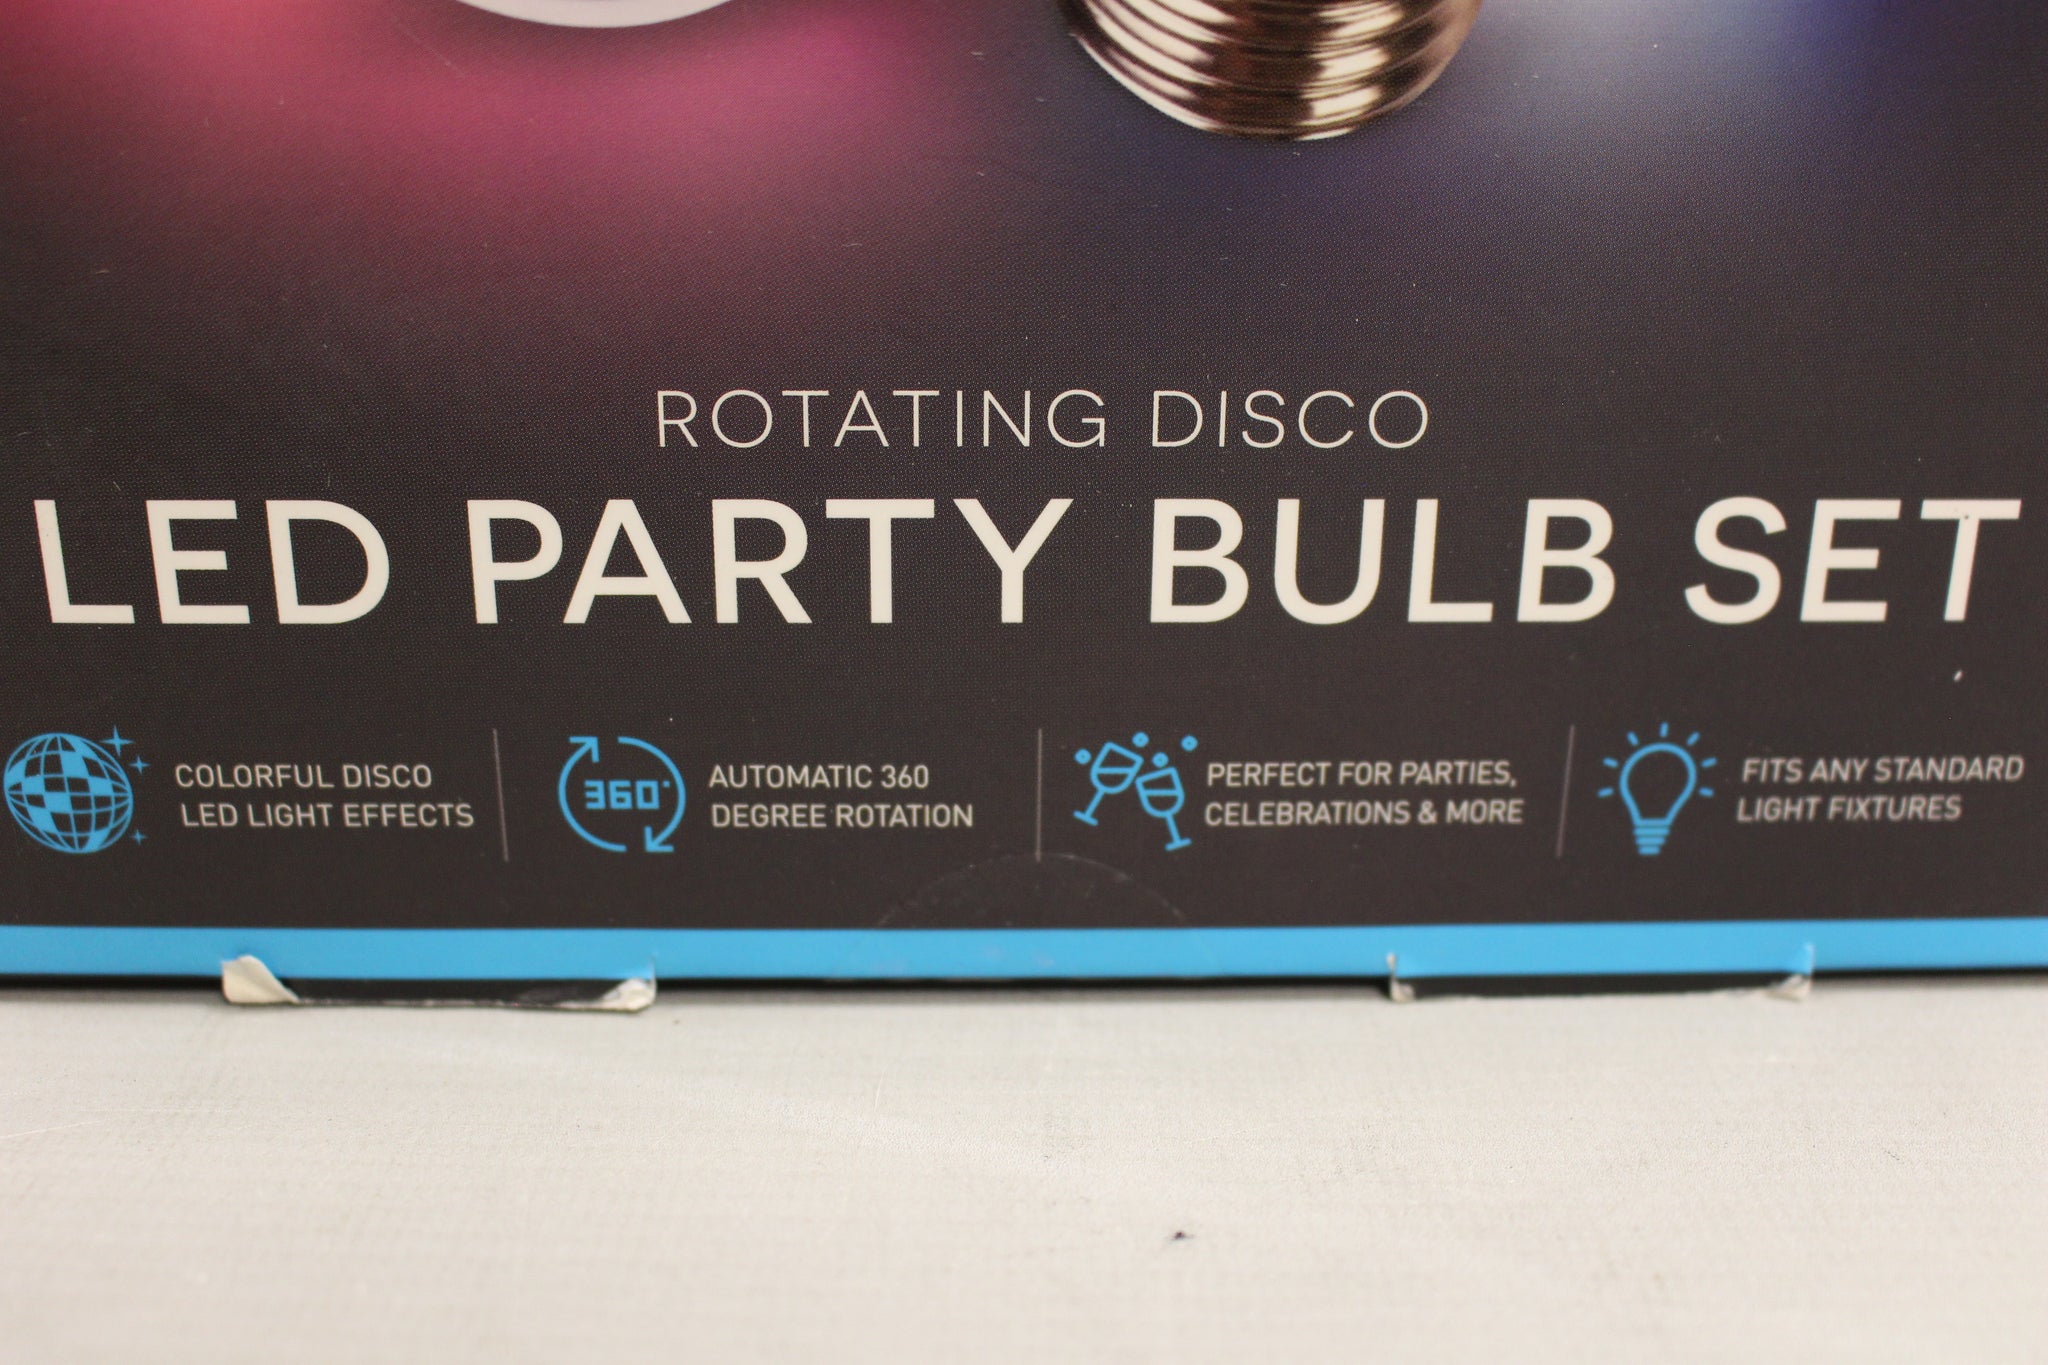 ROTATING DISCO
LED PARTY BULB SET
COLORFUL DISCO
LED LIGHT EFFECTS
360°
AUTOMATIC 360
DEGREE ROTATION
PERFECT FOR PARTIES,
CELEBRATIONS & MORE
FITS ANY STANDARD
LIGHT FIXTURES